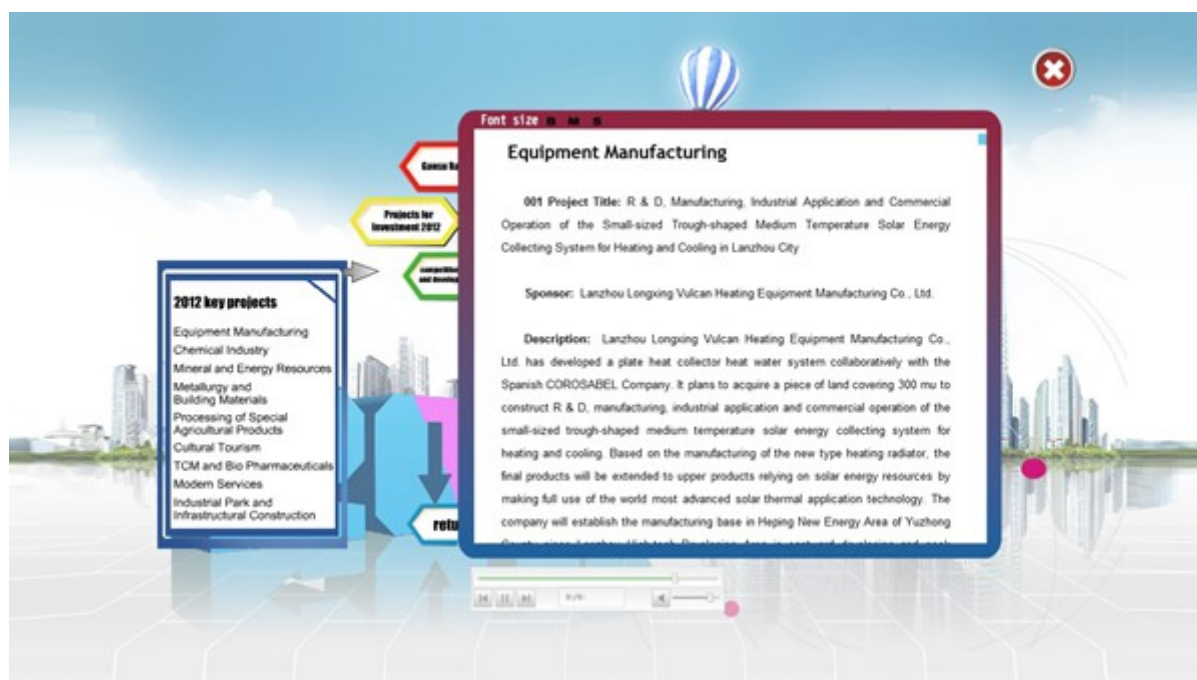 Font size B M S
Equipment Manufacturing
001 Project Title: R & D, Manufacturing, Industrial Application and Commercial
Operation of the Small-sized Trough-shaped Medium Temperature Solar Energy
Collecting System for Heating and Cooling in Lanzhou City
Sponsor: Lanzhou Longxing Vulcan Heating Equipment Manufacturing Co., Ltd.
Description: Lanzhou Longxing Vulcan Heating Equipment Manufacturing Co.,
Ltd. has developed a plate heat collector heat water system collaboratively with the
Spanish COROSABEL Company. It plans to acquire a piece of land covering 300 mu to
construct R & D, manufacturing, industrial application and commercial operation of the
small-sized trough-shaped medium temperature solar energy collecting system for
heating and cooling. Based on the manufacturing of the new type heating radiator, the
final products will be extended to upper products relying on solar energy resources by
making full use of the world most advanced solar thermal application technology. The
company will establish the manufacturing base in Heping New Energy Area of Yuzhong
Gansu
Projects for
Investment 2012
and
retu
2012 key projects
Equipment Manufacturing
Chemical Industry
Mineral and Energy Resources
Metallurgy and
Building Materials
Processing of Special
Agricultural Products
Cultural Tourism
TCM and Bio Pharmaceuticals
Modern Services
Industrial Park and
Infrastructural Construction